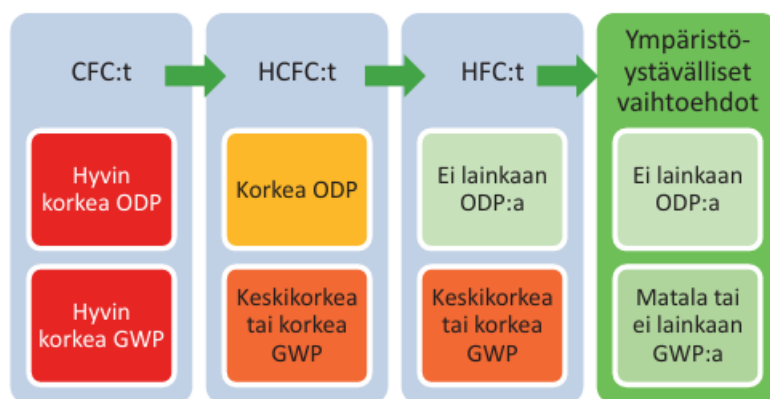 CFC:t
Hyvin
korkea ODP
Hyvin
korkea GWP
HCFC:t
Korkea ODP
Keskikorkea
tai korkea
GWP
HFC:t
Ei lainkaan
ODP:a
Keskikorkea
tai korkea
GWP
Ympäristö-
ystävälliset
vaihtoehdot
Ei lainkaan
ODP:a
Matala tai
ei lainkaan
GWP:a